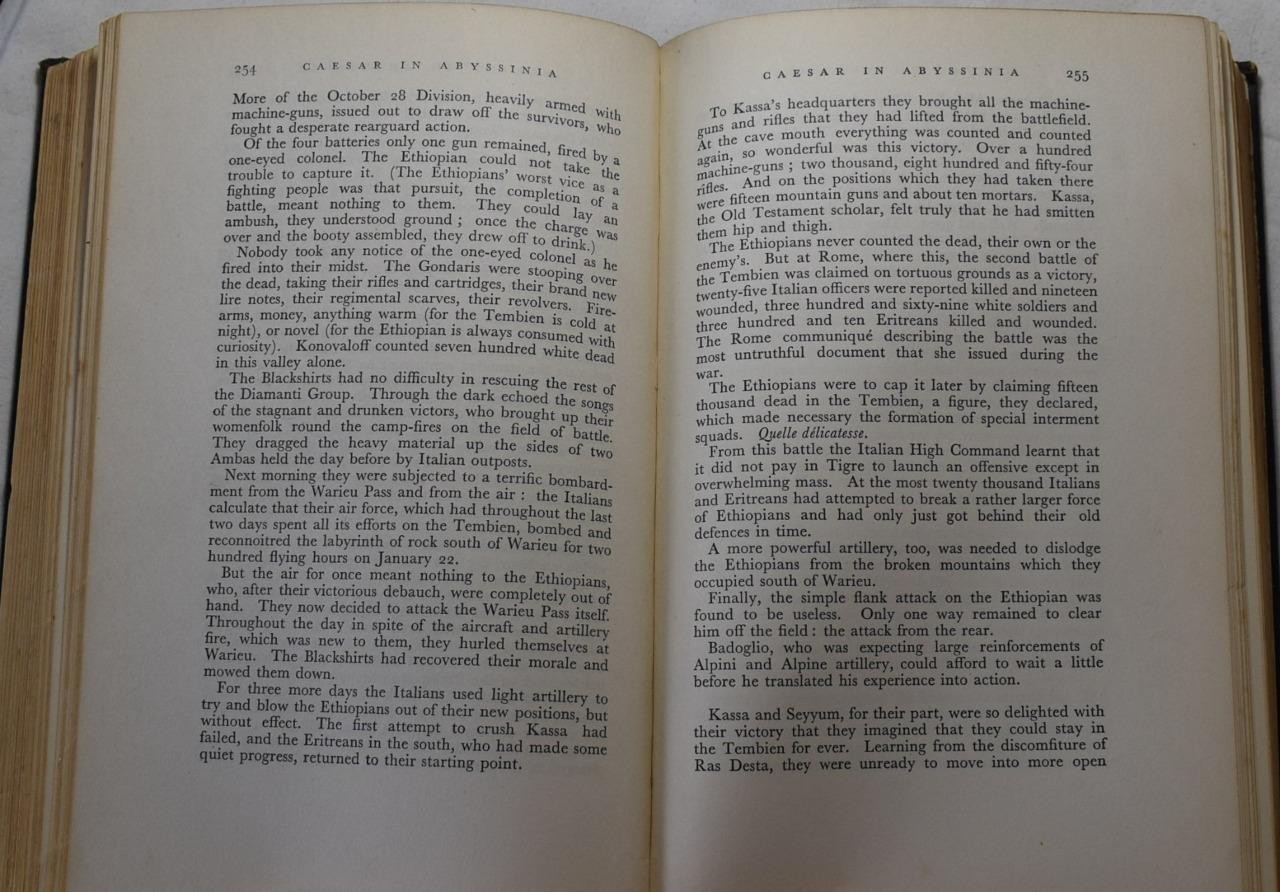 254 CAESAR IN ABYSSINIA
More of the October 28 Division, heavily armed with
machine-guns, issued out to draw off the survivors, who
fought a desperate rearguard action.
Of the four batteries only one gun remained, fired by a
one-eyed colonel. The Ethiopian could not take the
trouble to capture it. (The Ethiopians' worst vice as a
fighting people was that pursuit, the completion of a
battle, meant nothing to them. They could lay an
ambush, they understood ground ; once the charge was
over and the booty assembled, they drew off to drink.)
Nobody took any notice of the one-eyed colonel as he
fired into their midst. The Gondaris were stooping over
the dead, taking their rifles and cartridges, their brand new
lire notes, their regimental scarves, their revolvers. Fire-
arms, money, anything warm (for the Tembien is cold at
night), or novel (for the Ethiopian is always consumed with
curiosity). Konovaloff counted seven hundred white dead
in this valley alone.
The Blackshirts had no difficulty in rescuing the rest of
the Diamanti Group. Through the dark echoed the songs
of the stagnant and drunken victors, who brought up their
womenfolk round the camp-fires on the field of battle.
They dragged the heavy material up the sides of two
Ambas held the day before by Italian outposts.
Next morning they were subjected to a terrific bombard-
ment from the Warieu Pass and from the air : the Italians
calculate that their air force, which had throughout the last
two days spent all its efforts on the Tembien, bombed and
reconnoitred the labyrinth of rock south of Warieu for two
hundred flying hours on January 22.
But the air for once meant nothing to the Ethiopians,
who, after their victorious debauch, were completely out of
hand. They now decided to attack the Warieu Pass itself.
Throughout the day in spite of the aircraft and artillery
fire, which was new to them, they hurled themselves at
Warieu. The Blackshirts had recovered their morale and
mowed them down.
For three more days the Italians used light artillery to
try and blow the Ethiopians out of their new positions, but
without effect. The first attempt to crush Kassa had
failed, and the Eritreans in the south, who had made some
quiet progress, returned to their starting point.
CAESAR IN ABYSSINIA 255
To Kassa's headquarters they brought all the machine-
guns and rifles that they had lifted from the battlefield.
At the cave mouth everything was counted and counted
again, so wonderful was this victory. Over a hundred
machine-guns ; two thousand, eight hundred and fifty-four
rifles. And on the positions which they had taken there
were fifteen mountain guns and about ten mortars. Kassa,
the Old Testament scholar, felt truly that he had smitten
them hip and thigh.
The Ethiopians never counted the dead, their own or the
enemy's. But at Rome, where this, the second battle of
the Tembien was claimed on tortuous grounds as a victory,
twenty-five Italian officers were reported killed and nineteen
wounded, three hundred and sixty-nine white soldiers and
three hundred and ten Eritreans killed and wounded.
The Rome communiqué describing the battle was the
most untruthful document that she issued during the
war.
The Ethiopians were to cap it later by claiming fifteen
thousand dead in the Tembien, a figure, they declared,
which made necessary the formation of special interment
squads. Quelle délicatesse.
From this battle the Italian High Command learnt that
it did not pay in Tigre to launch an offensive except in
overwhelming mass. At the most twenty thousand Italians
and Eritreans had attempted to break a rather larger force
of Ethiopians and had only just got behind their old
defences in time.
A more powerful artillery, too, was needed to dislodge
the Ethiopians from the broken mountains which they
occupied south of Warieu.
Finally, the simple flank attack on the Ethiopian was
found to be useless. Only one way remained to clear
him off the field : the attack from the rear.
Badoglio, who was expecting large reinforcements of
Alpini and Alpine artillery, could afford to wait a little
before he translated his experience into action.
Kassa and Seyyum, for their part, were so delighted with
their victory that they imagined that they could stay in
the Tembien for ever. Learning from the discomfiture of
Ras Desta, they were unready to move into more open